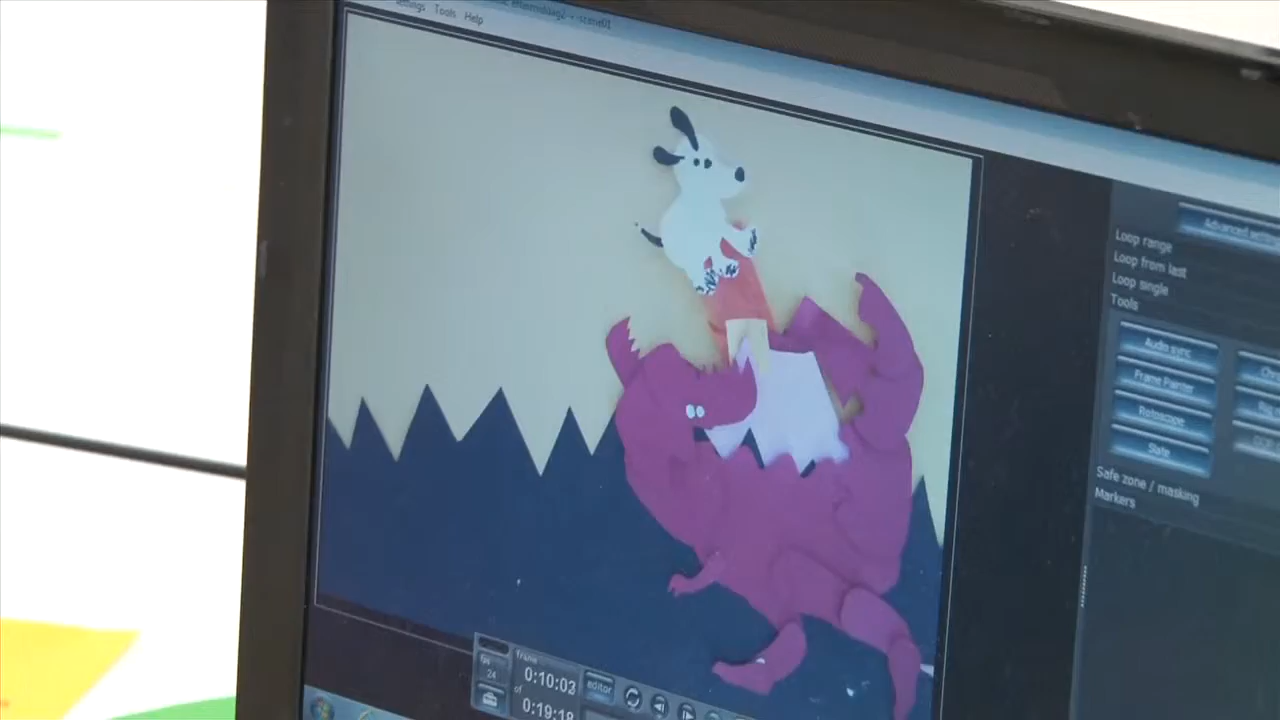 Settings Tools Help
Advanced settings
Loop range
Loop from last
Loop single
Tools
Audio sync
Frame Painter
Rotoscope
Slate
Safe zone / masking
Markers
fps
24
frame
0:10:03
of
0:19:18
editor